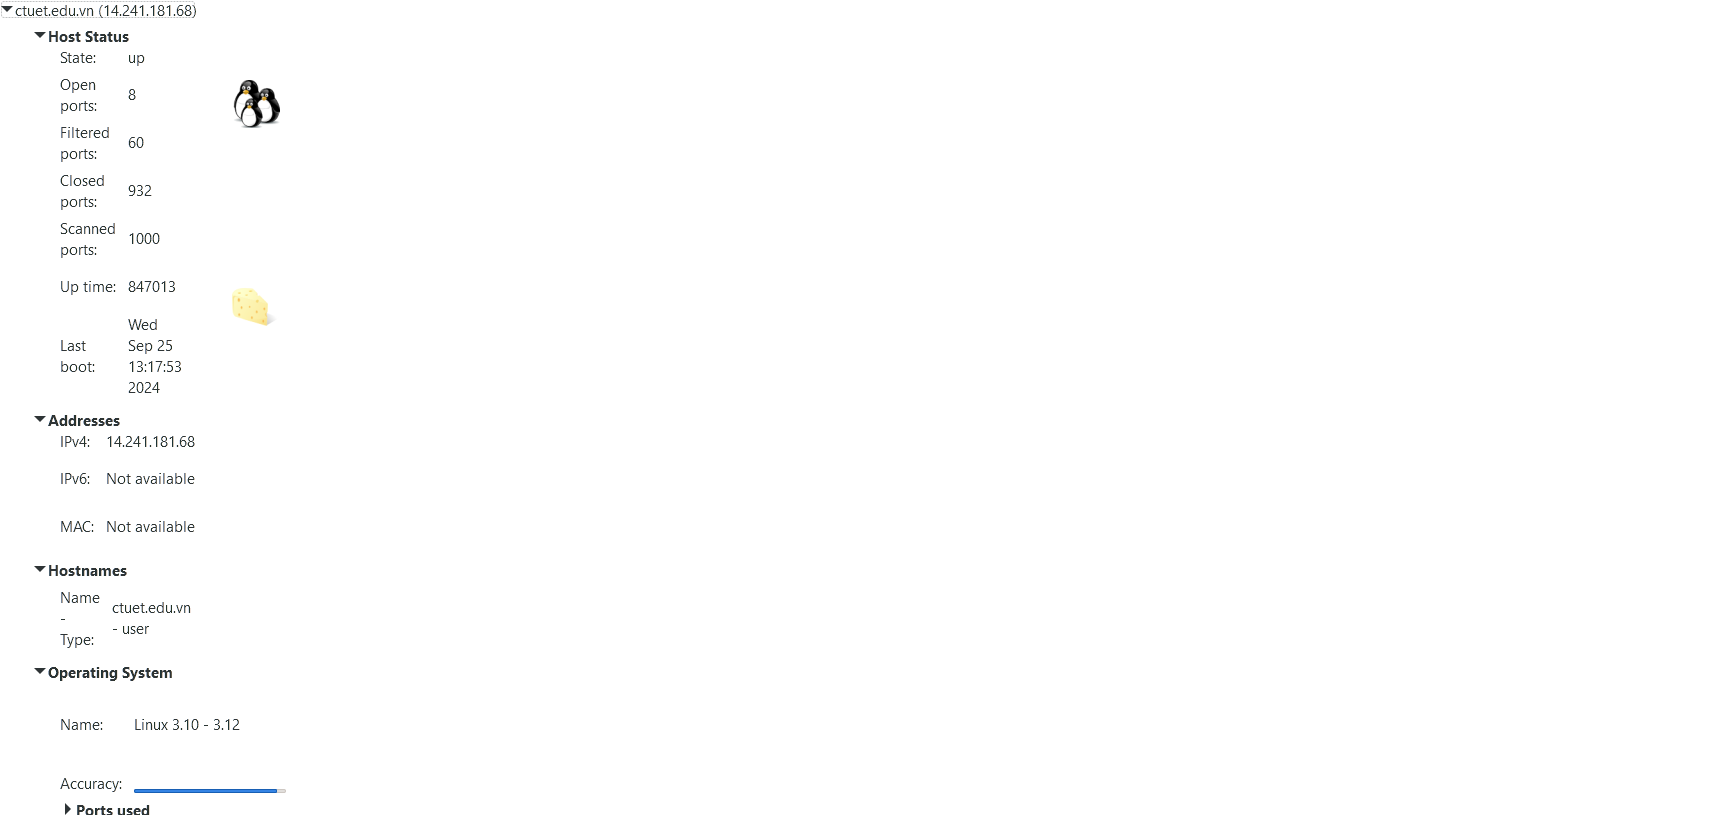 ctuet.edu.vn (14.241.181.68)
Host Status
State: up
Open
ports: 8
Filtered
ports: 60
Closed
ports: 932
Scanned
ports: 1000
Up time: 847013
Last
boot: Wed
Sep 25
13:17:53
2024
Addresses
IPv4: 14.241.181.68
IPv6: Not available
MAC: Not available
Hostnames
Name
-
Type: ctuet.edu.vn
- user
Operating System
Name: Linux 3.10 - 3.12
Accuracy:
Ports used